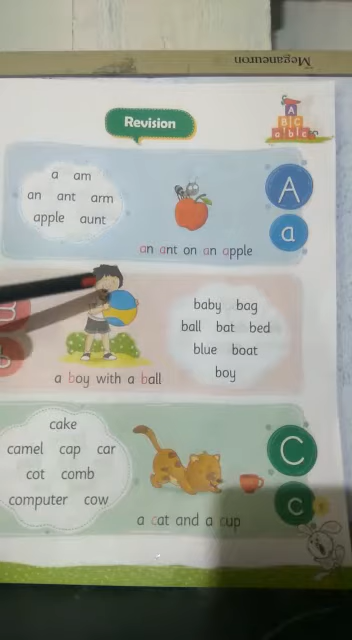 Meganeuron
Revision
A
B C
a b c
a am
an ant arm
apple aunt
an ant on an apple
A
a
B
b
baby bag
ball bat bed
blue boat
boy
a boy with a ball
cake
camel cap car
cot comb
computer cow
a cat and a cup
C
c